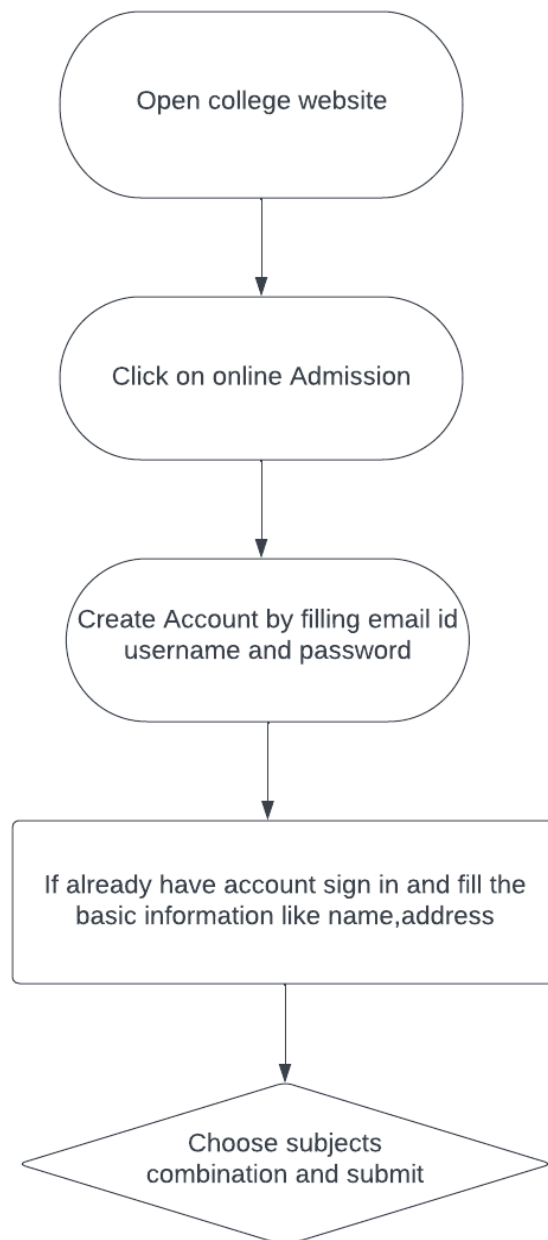 Open college website
Click on online Admission
Create Account by filling email id
username and password
If already have account sign in and fill the
basic information like name,address
Choose subjects
combination and submit